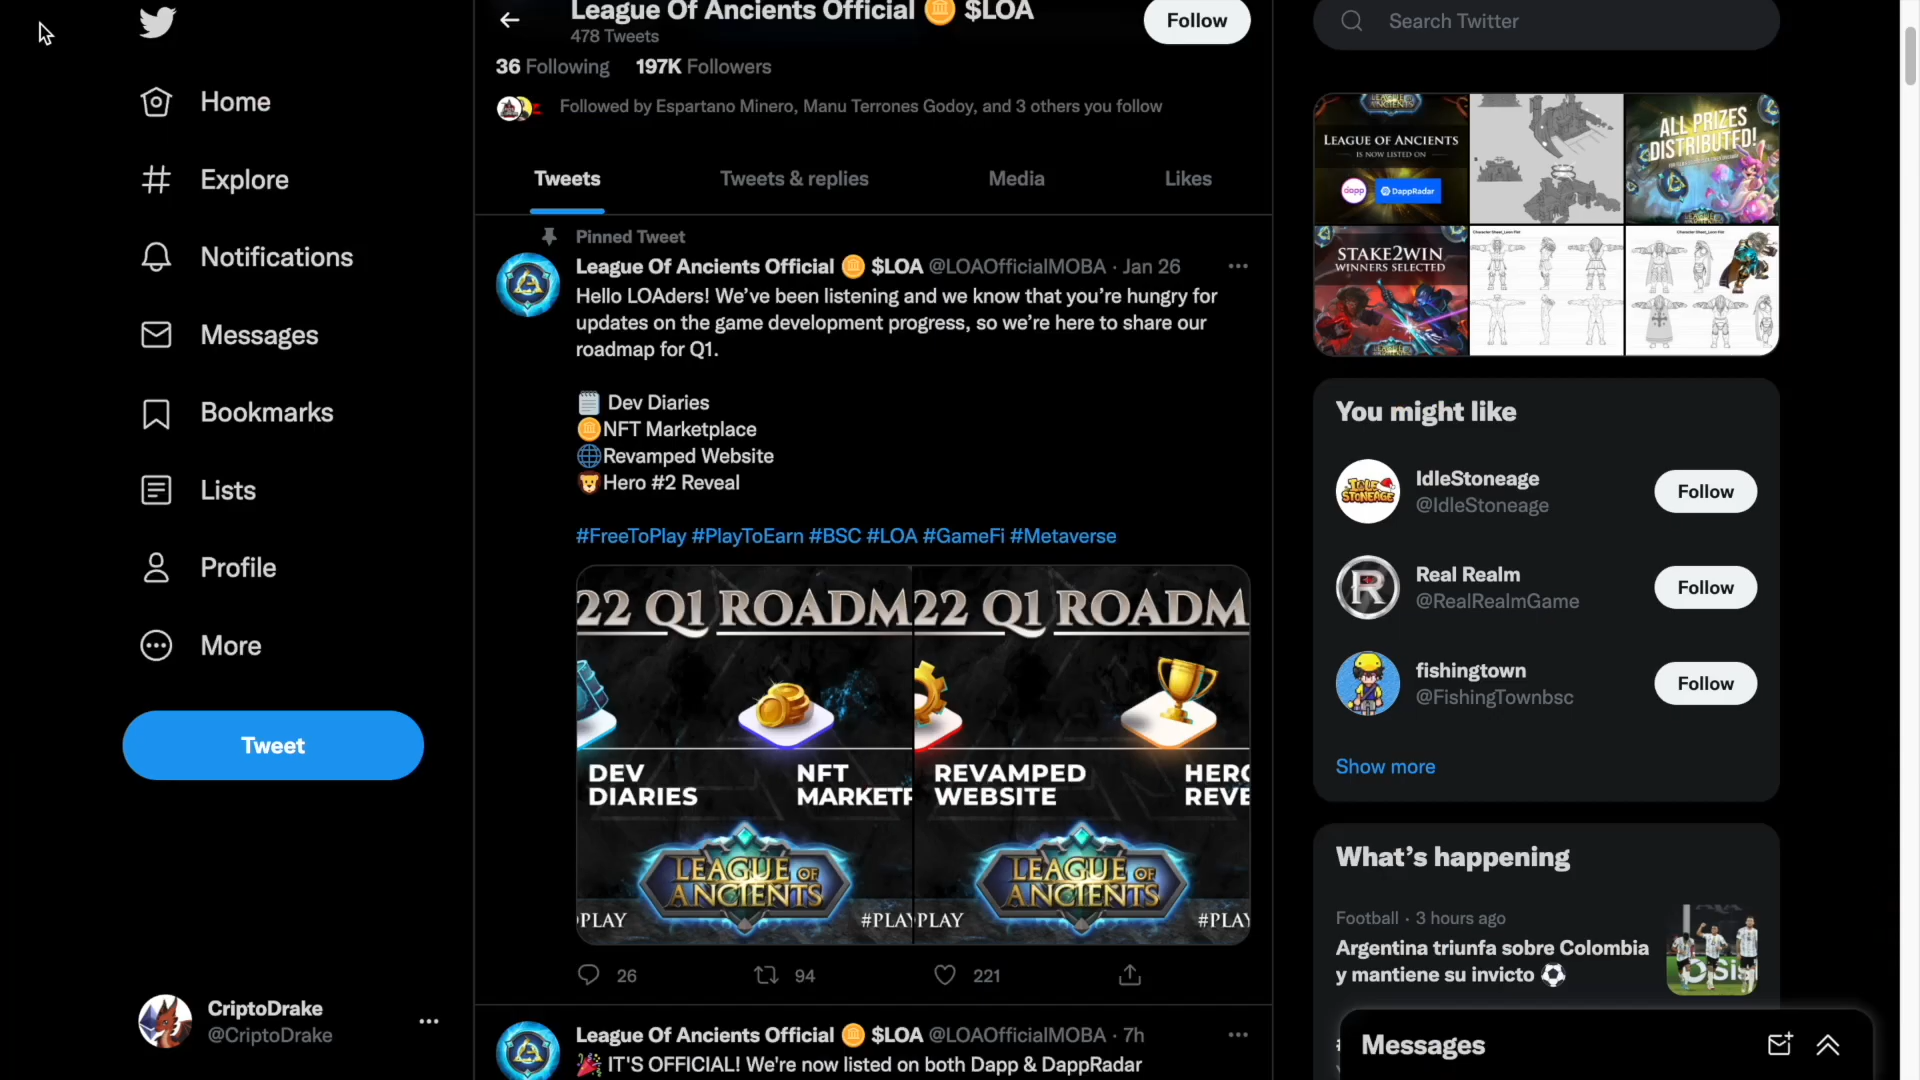 Home
Explore
Notifications
Messages
Bookmarks
Lists
Profile
More
Tweet
CriptoDrake
@CriptoDrake
League Of Ancients Official 🪙 $LOA
478 Tweets
Follow
36 Following 197K Followers
Followed by Espartano Minero, Manu Terrones Godoy, and 3 others you follow
Tweets Tweets & replies Media Likes
Pinned Tweet
League Of Ancients Official 🪙 $LOA @LOAOfficialMOBA · Jan 26
Hello LOAders! We’ve been listening and we know that you’re hungry for
updates on the game development progress, so we’re here to share our
roadmap for Q1.
🗒️ Dev Diaries
🪙NFT Marketplace
🌐Revamped Website
🦁Hero #2 Reveal
#FreeToPlay #PlayToEarn #BSC #LOA #GameFi #Metaverse
22 Q1 ROADM
DEV
DIARIES
NFT
MARKETP
LEAGUE OF
ANCIENTS
PLAY
#PLAY
22 Q1 ROADM
REVAMPED
WEBSITE
HERO
REVE
LEAGUE OF
ANCIENTS
PLAY
#PLAY
26 94 221
League Of Ancients Official 🪙 $LOA @LOAOfficialMOBA · 7h
🎉 IT'S OFFICIAL! We're now listed on both Dapp & DappRadar
Search Twitter
LEAGUE OF ANCIENTS
IS NOW LISTED ON
dapp DappRadar
ALL PRIZES
DISTRIBUTED!
STAKE2WIN
WINNERS SELECTED
You might like
IdleStoneage
@IdleStoneage
Follow
Real Realm
@RealRealmGame
Follow
fishingtown
@FishingTownbsc
Follow
Show more
What’s happening
Football · 3 hours ago
Argentina triunfa sobre Colombia
y mantiene su invicto ⚽
Messages